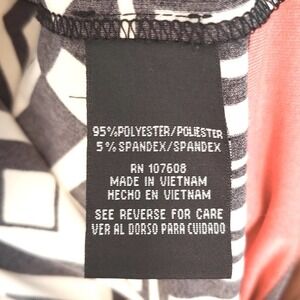 95%POLYESTER/POLIESTER
5%SPANDEX/SPANDEX
RN 107608
MADE IN VIETNAM
HECHO EN VIETNAM
SEE REVERSE FOR CARE
VER AL DORSO PARA CUIDADO